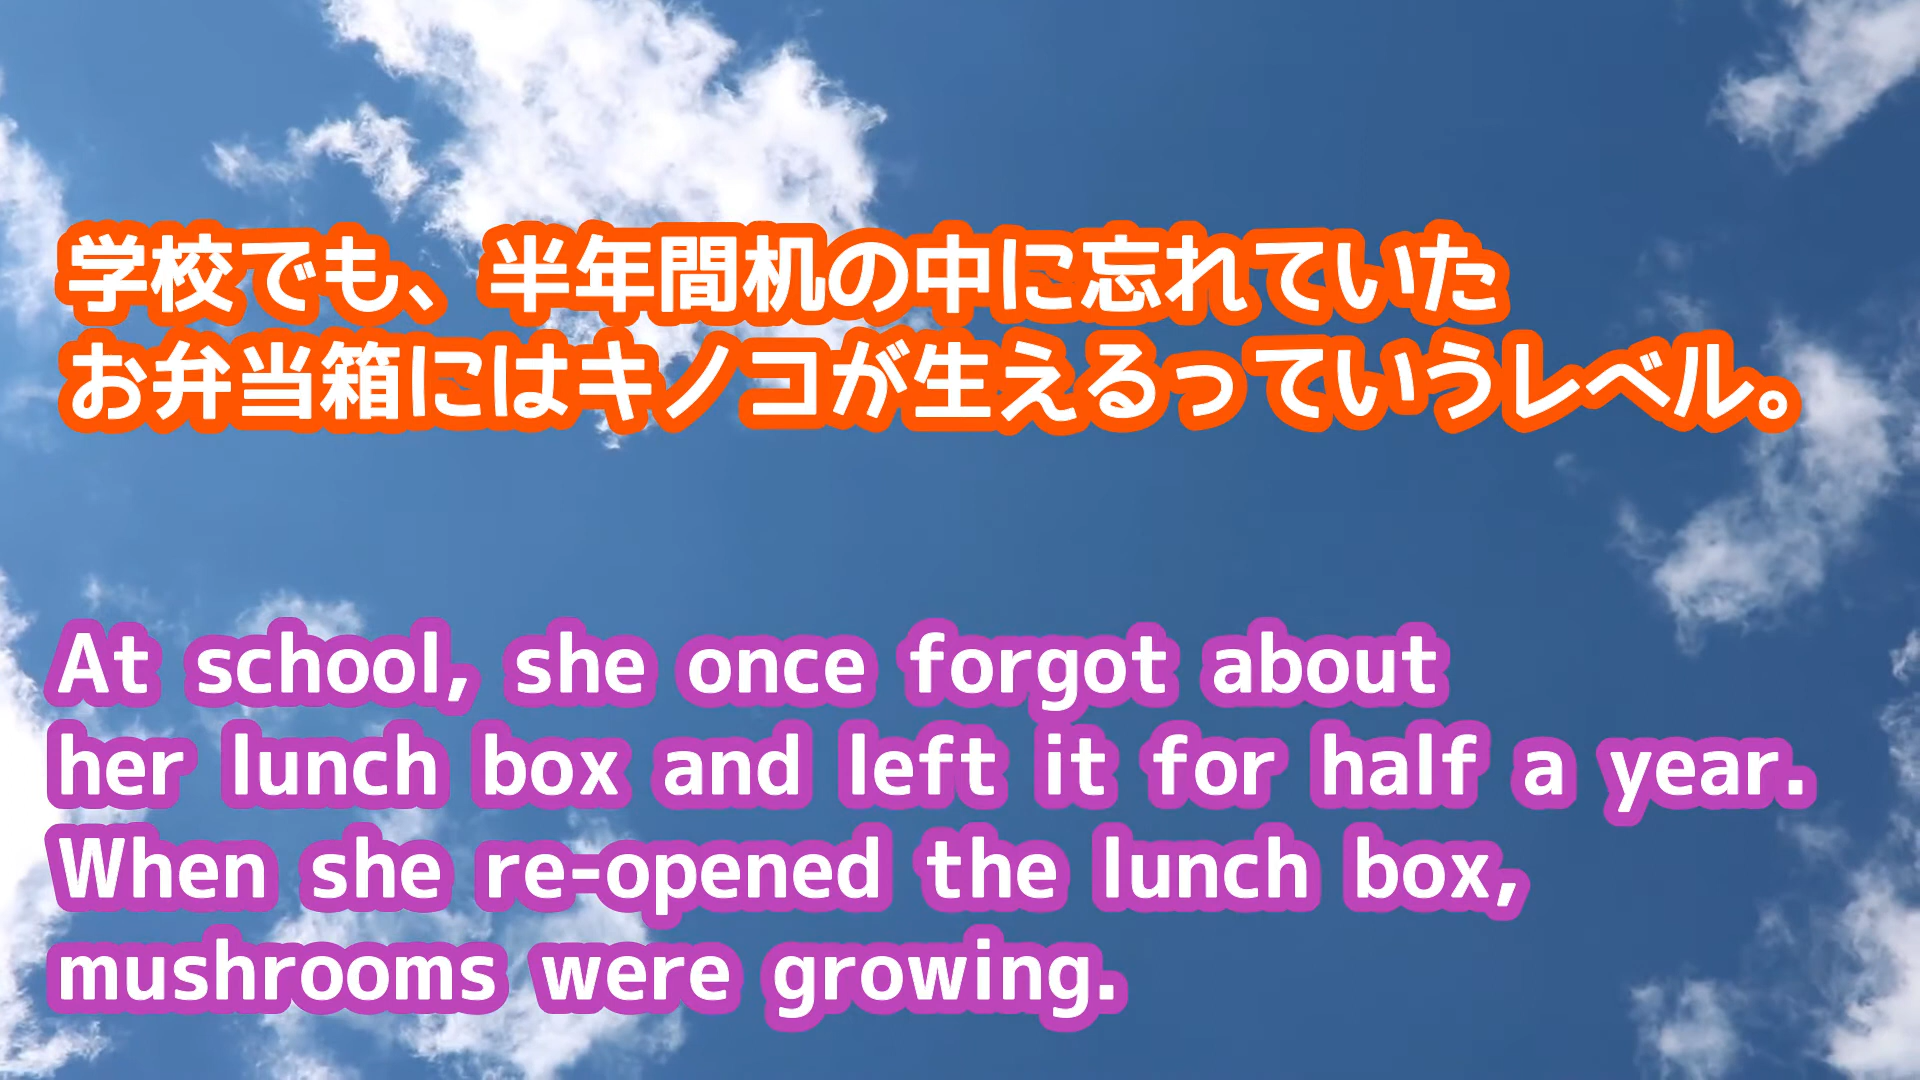 学校でも、半年間机の中に忘れていた
お弁当箱にはキノコが生えるっていうレベル。
At school, she once forgot about
her lunch box and left it for half a year.
When she re-opened the lunch box,
mushrooms were growing.